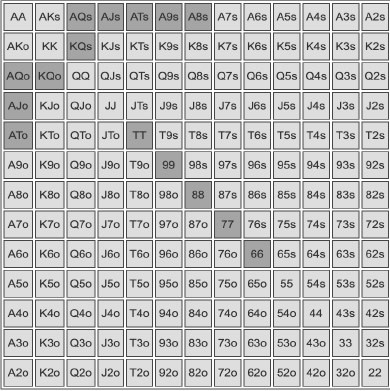 AA AKs AQs AJs ATs A9s A8s A7s A6s A5s A4s A3s A2s
AKo KK KQs KJs KTs K9s K8s K7s K6s K5s K4s K3s K2s
AQo KQo QQ QJs QTs Q9s Q8s Q7s Q6s Q5s Q4s Q3s Q2s
AJo KJo QJo JJ JTs J9s J8s J7s J6s J5s J4s J3s J2s
ATo KTo QTo JTo TT T9s T8s T7s T6s T5s T4s T3s T2s
A9o K9o Q9o J9o T9o 99 98s 97s 96s 95s 94s 93s 92s
A8o K8o Q8o J8o T8o 98o 88 87s 86s 85s 84s 83s 82s
A7o K7o Q7o J7o T7o 97o 87o 77 76s 75s 74s 73s 72s
A6o K6o Q6o J6o T6o 96o 86o 76o 66 65s 64s 63s 62s
A5o K5o Q5o J5o T5o 95o 85o 75o 65o 55 54s 53s 52s
A4o K4o Q4o J4o T4o 94o 84o 74o 64o 54o 44 43s 42s
A3o K3o Q3o J3o T3o 93o 83o 73o 63o 53o 43o 33 32s
A2o K2o Q2o J2o T2o 92o 82o 72o 62o 52o 42o 32o 22